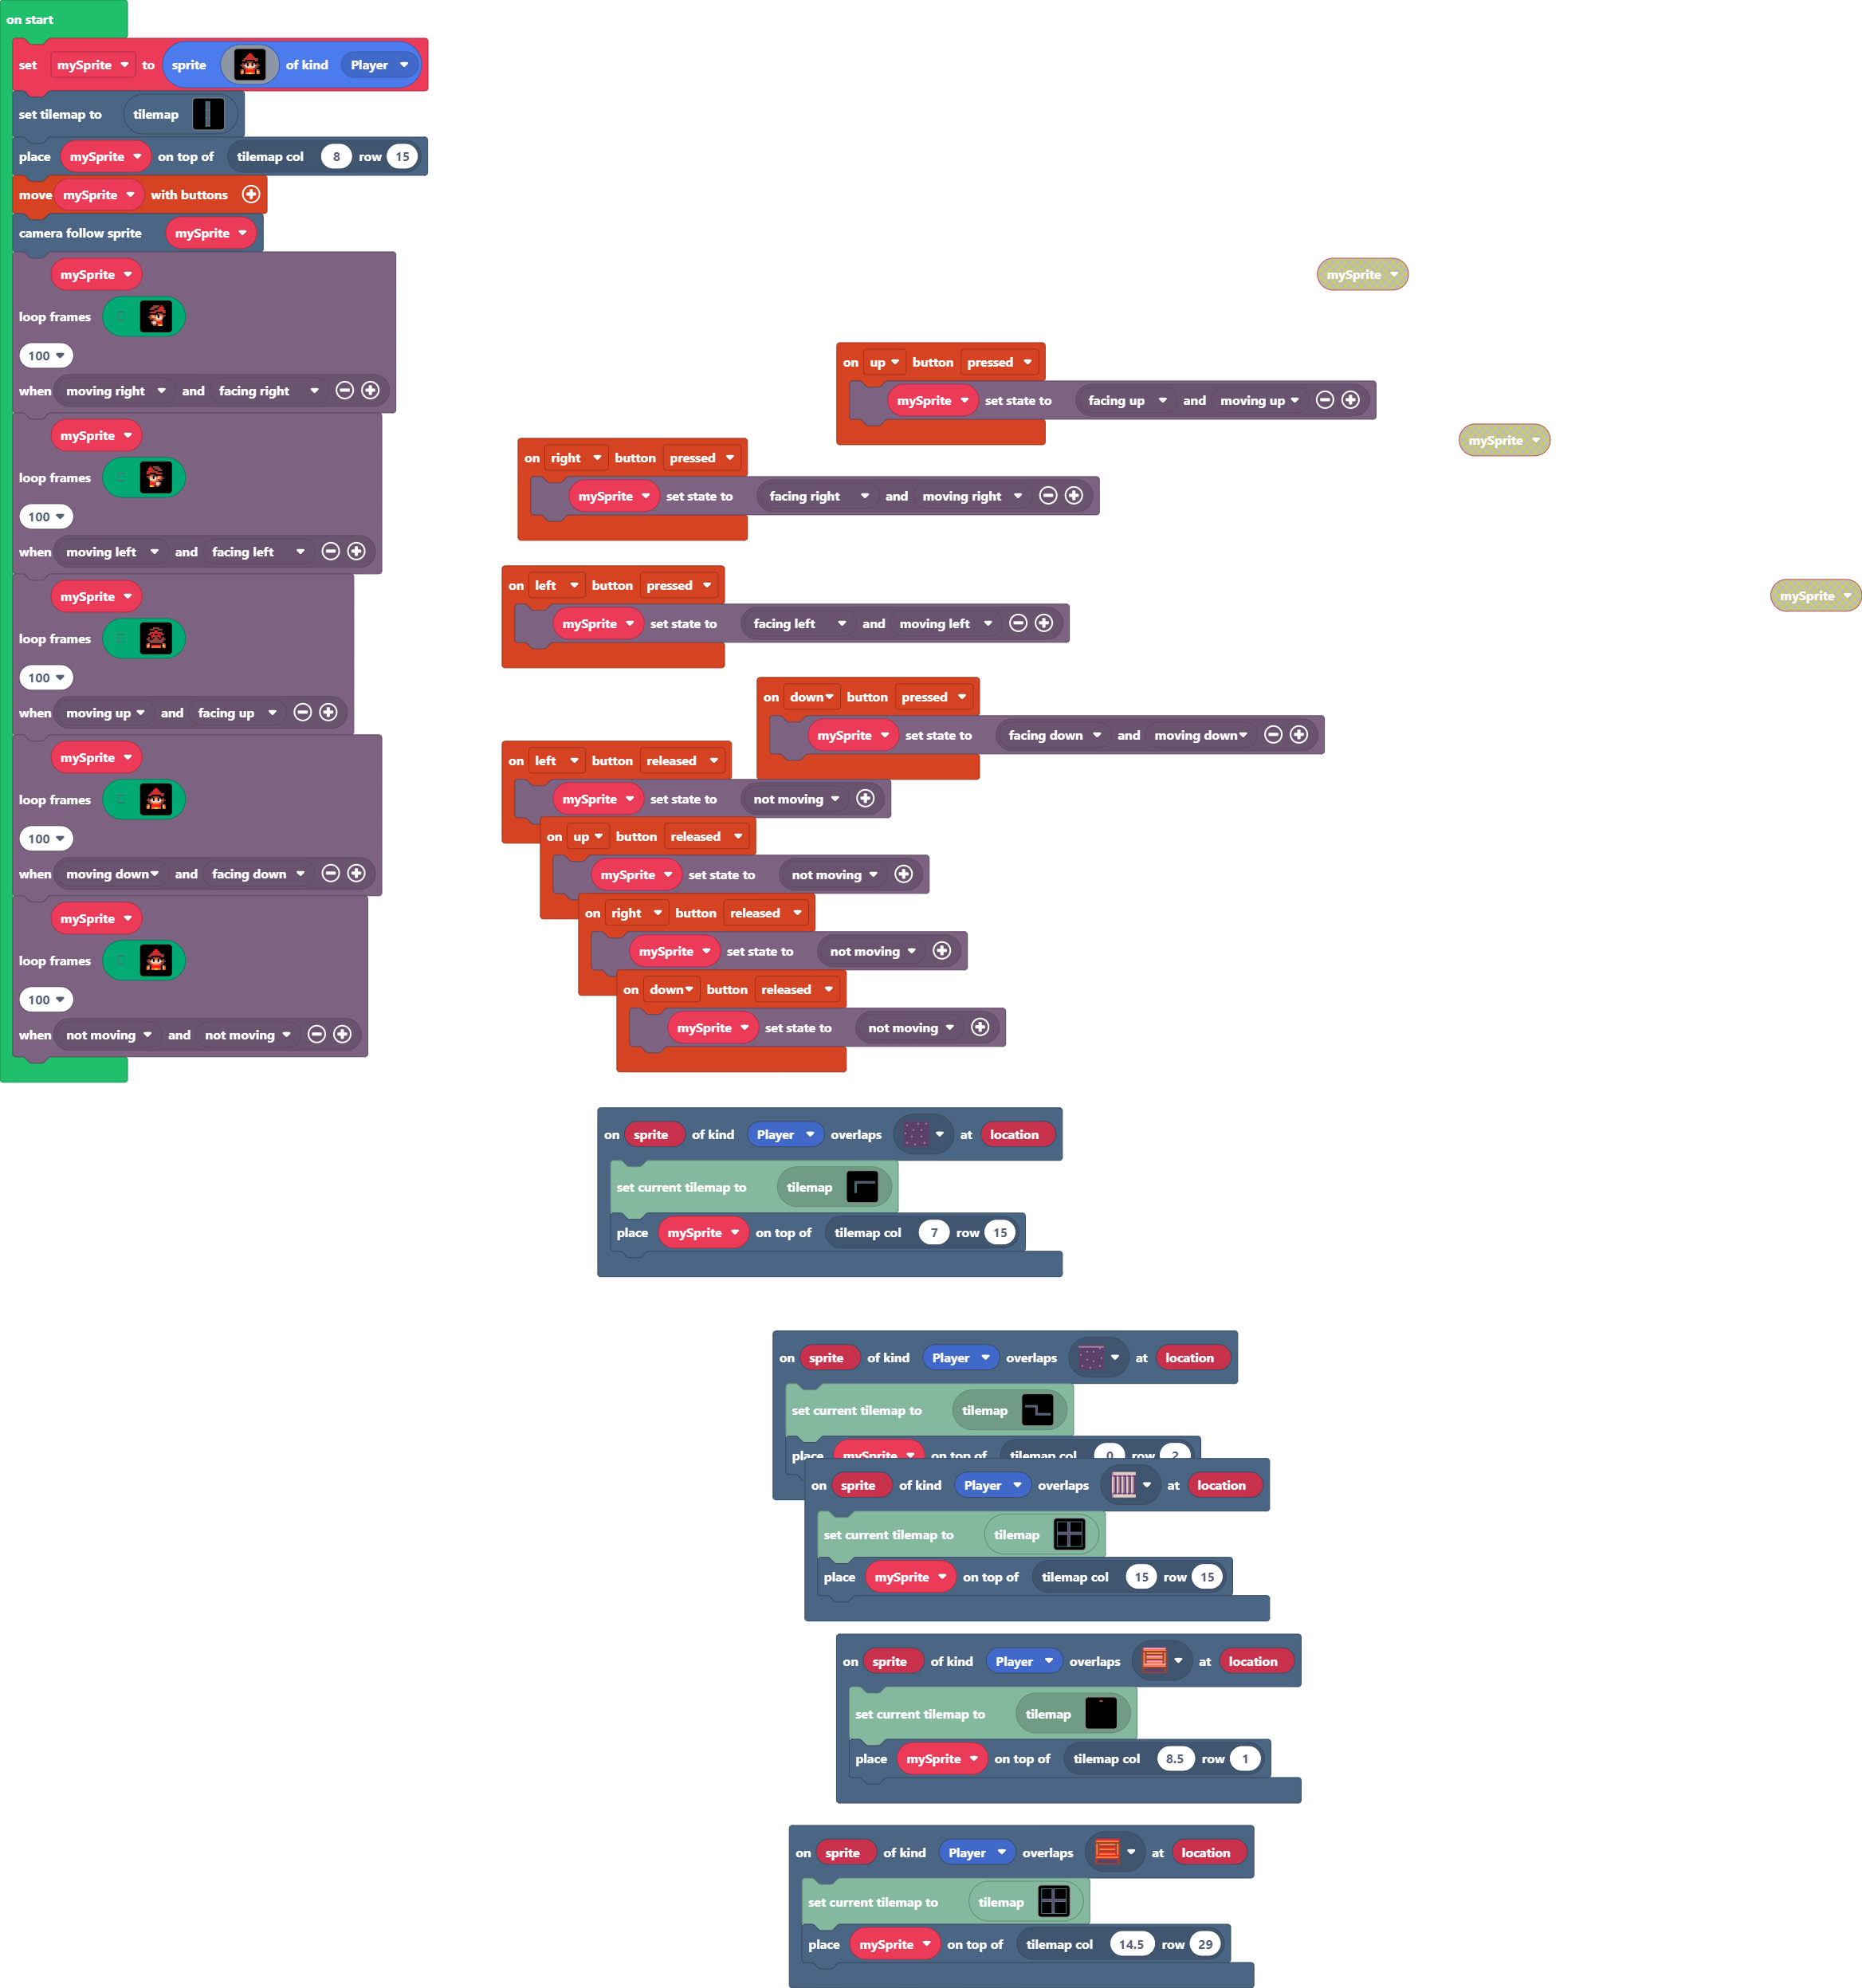 on start
set mySprite to sprite of kind Player
set tilemap to tilemap
place mySprite on top of tilemap col 8 row 15
move mySprite with buttons
camera follow sprite mySprite
mySprite
loop frames
100
when moving right and facing right
mySprite
loop frames
100
when moving left and facing left
mySprite
loop frames
100
when moving up and facing up
mySprite
loop frames
100
when moving down and facing down
mySprite
loop frames
100
when not moving and not moving
mySprite
on up button pressed
mySprite set state to facing up and moving up
mySprite
on right button pressed
mySprite set state to facing right and moving right
on left button pressed
mySprite set state to facing left and moving left
mySprite
on down button pressed
mySprite set state to facing down and moving down
on left button released
mySprite set state to not moving
on up button released
mySprite set state to not moving
on right button released
mySprite set state to not moving
on down button released
mySprite set state to not moving
on sprite of kind Player overlaps at location
set current tilemap to tilemap
place mySprite on top of tilemap col 7 row 15
on sprite of kind Player overlaps at location
set current tilemap to tilemap
place mySprite on top of tilemap col 0 row 2
on sprite of kind Player overlaps at location
set current tilemap to tilemap
place mySprite on top of tilemap col 15 row 15
on sprite of kind Player overlaps at location
set current tilemap to tilemap
place mySprite on top of tilemap col 8.5 row 1
on sprite of kind Player overlaps at location
set current tilemap to tilemap
place mySprite on top of tilemap col 14.5 row 29